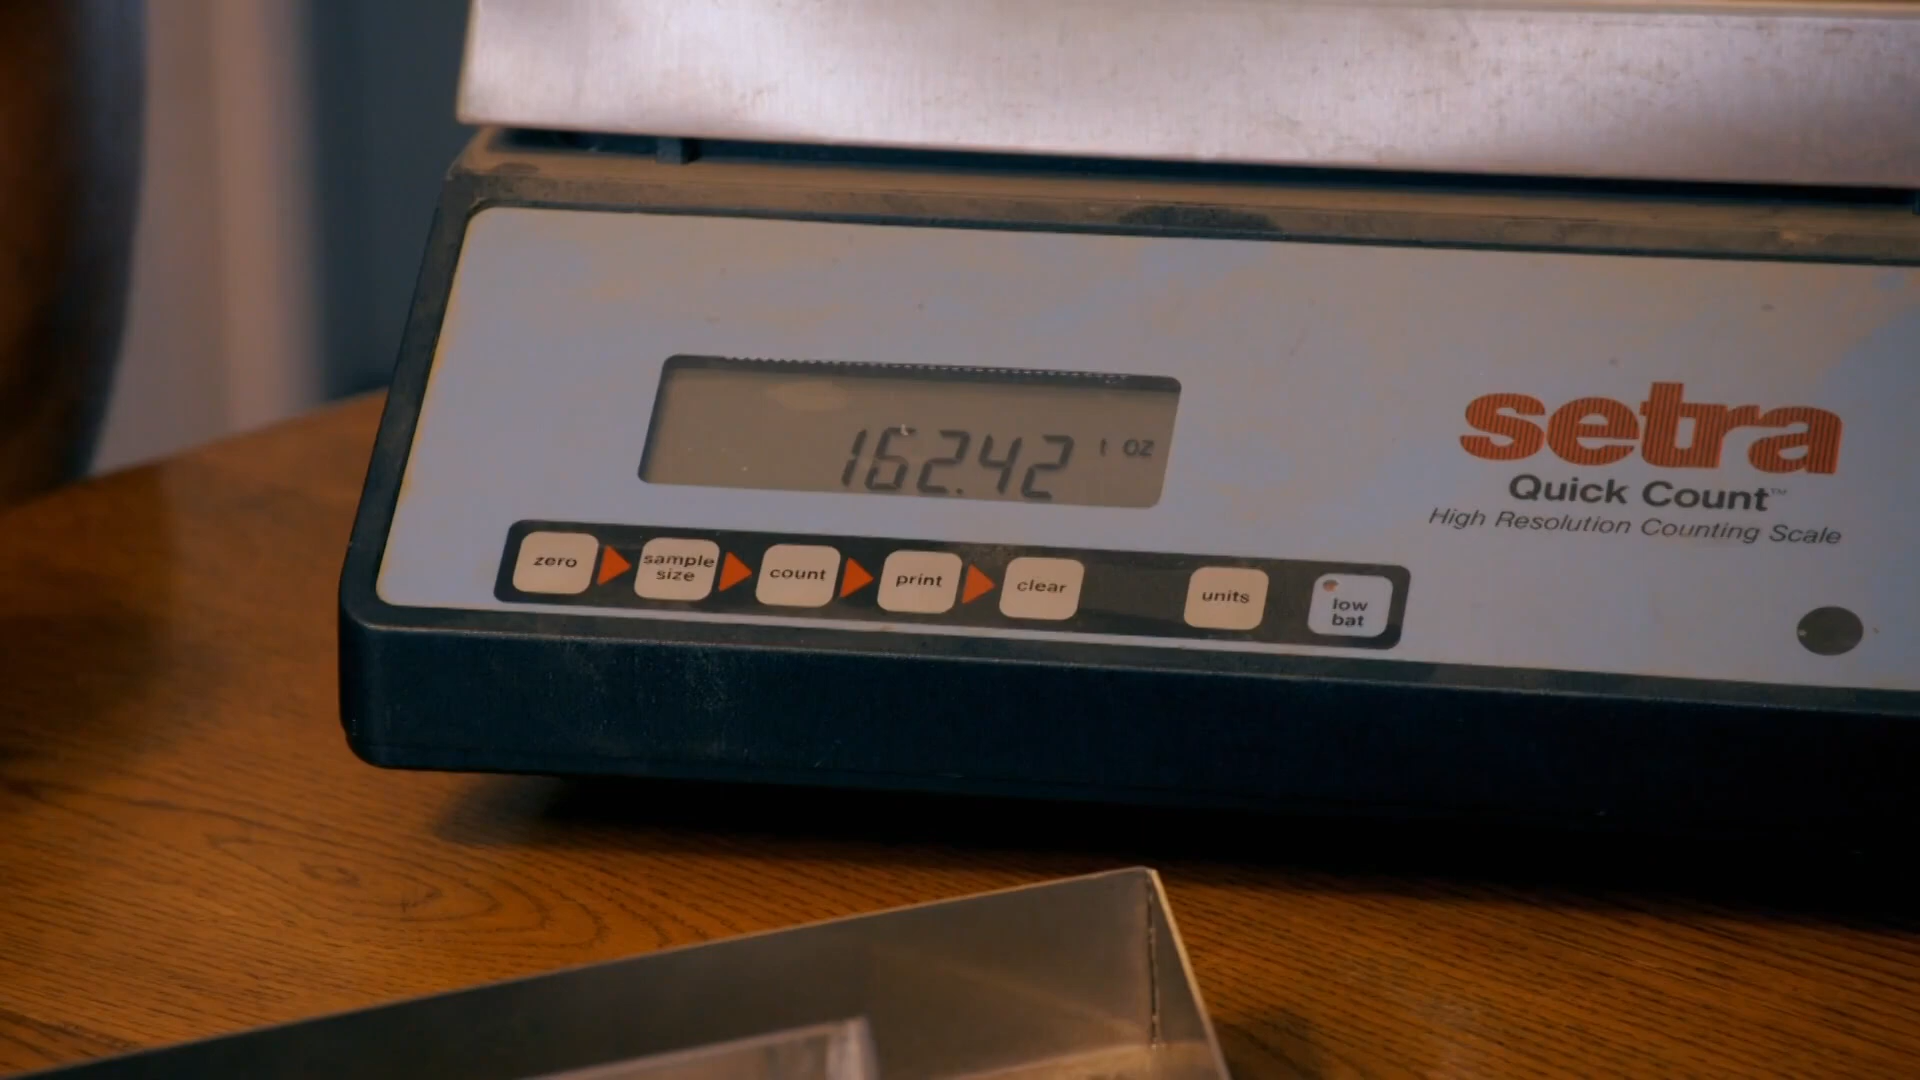 162.42 t oz
setra
Quick Count™
High Resolution Counting Scale
zero
sample
size
count
print
clear
units
low
bat